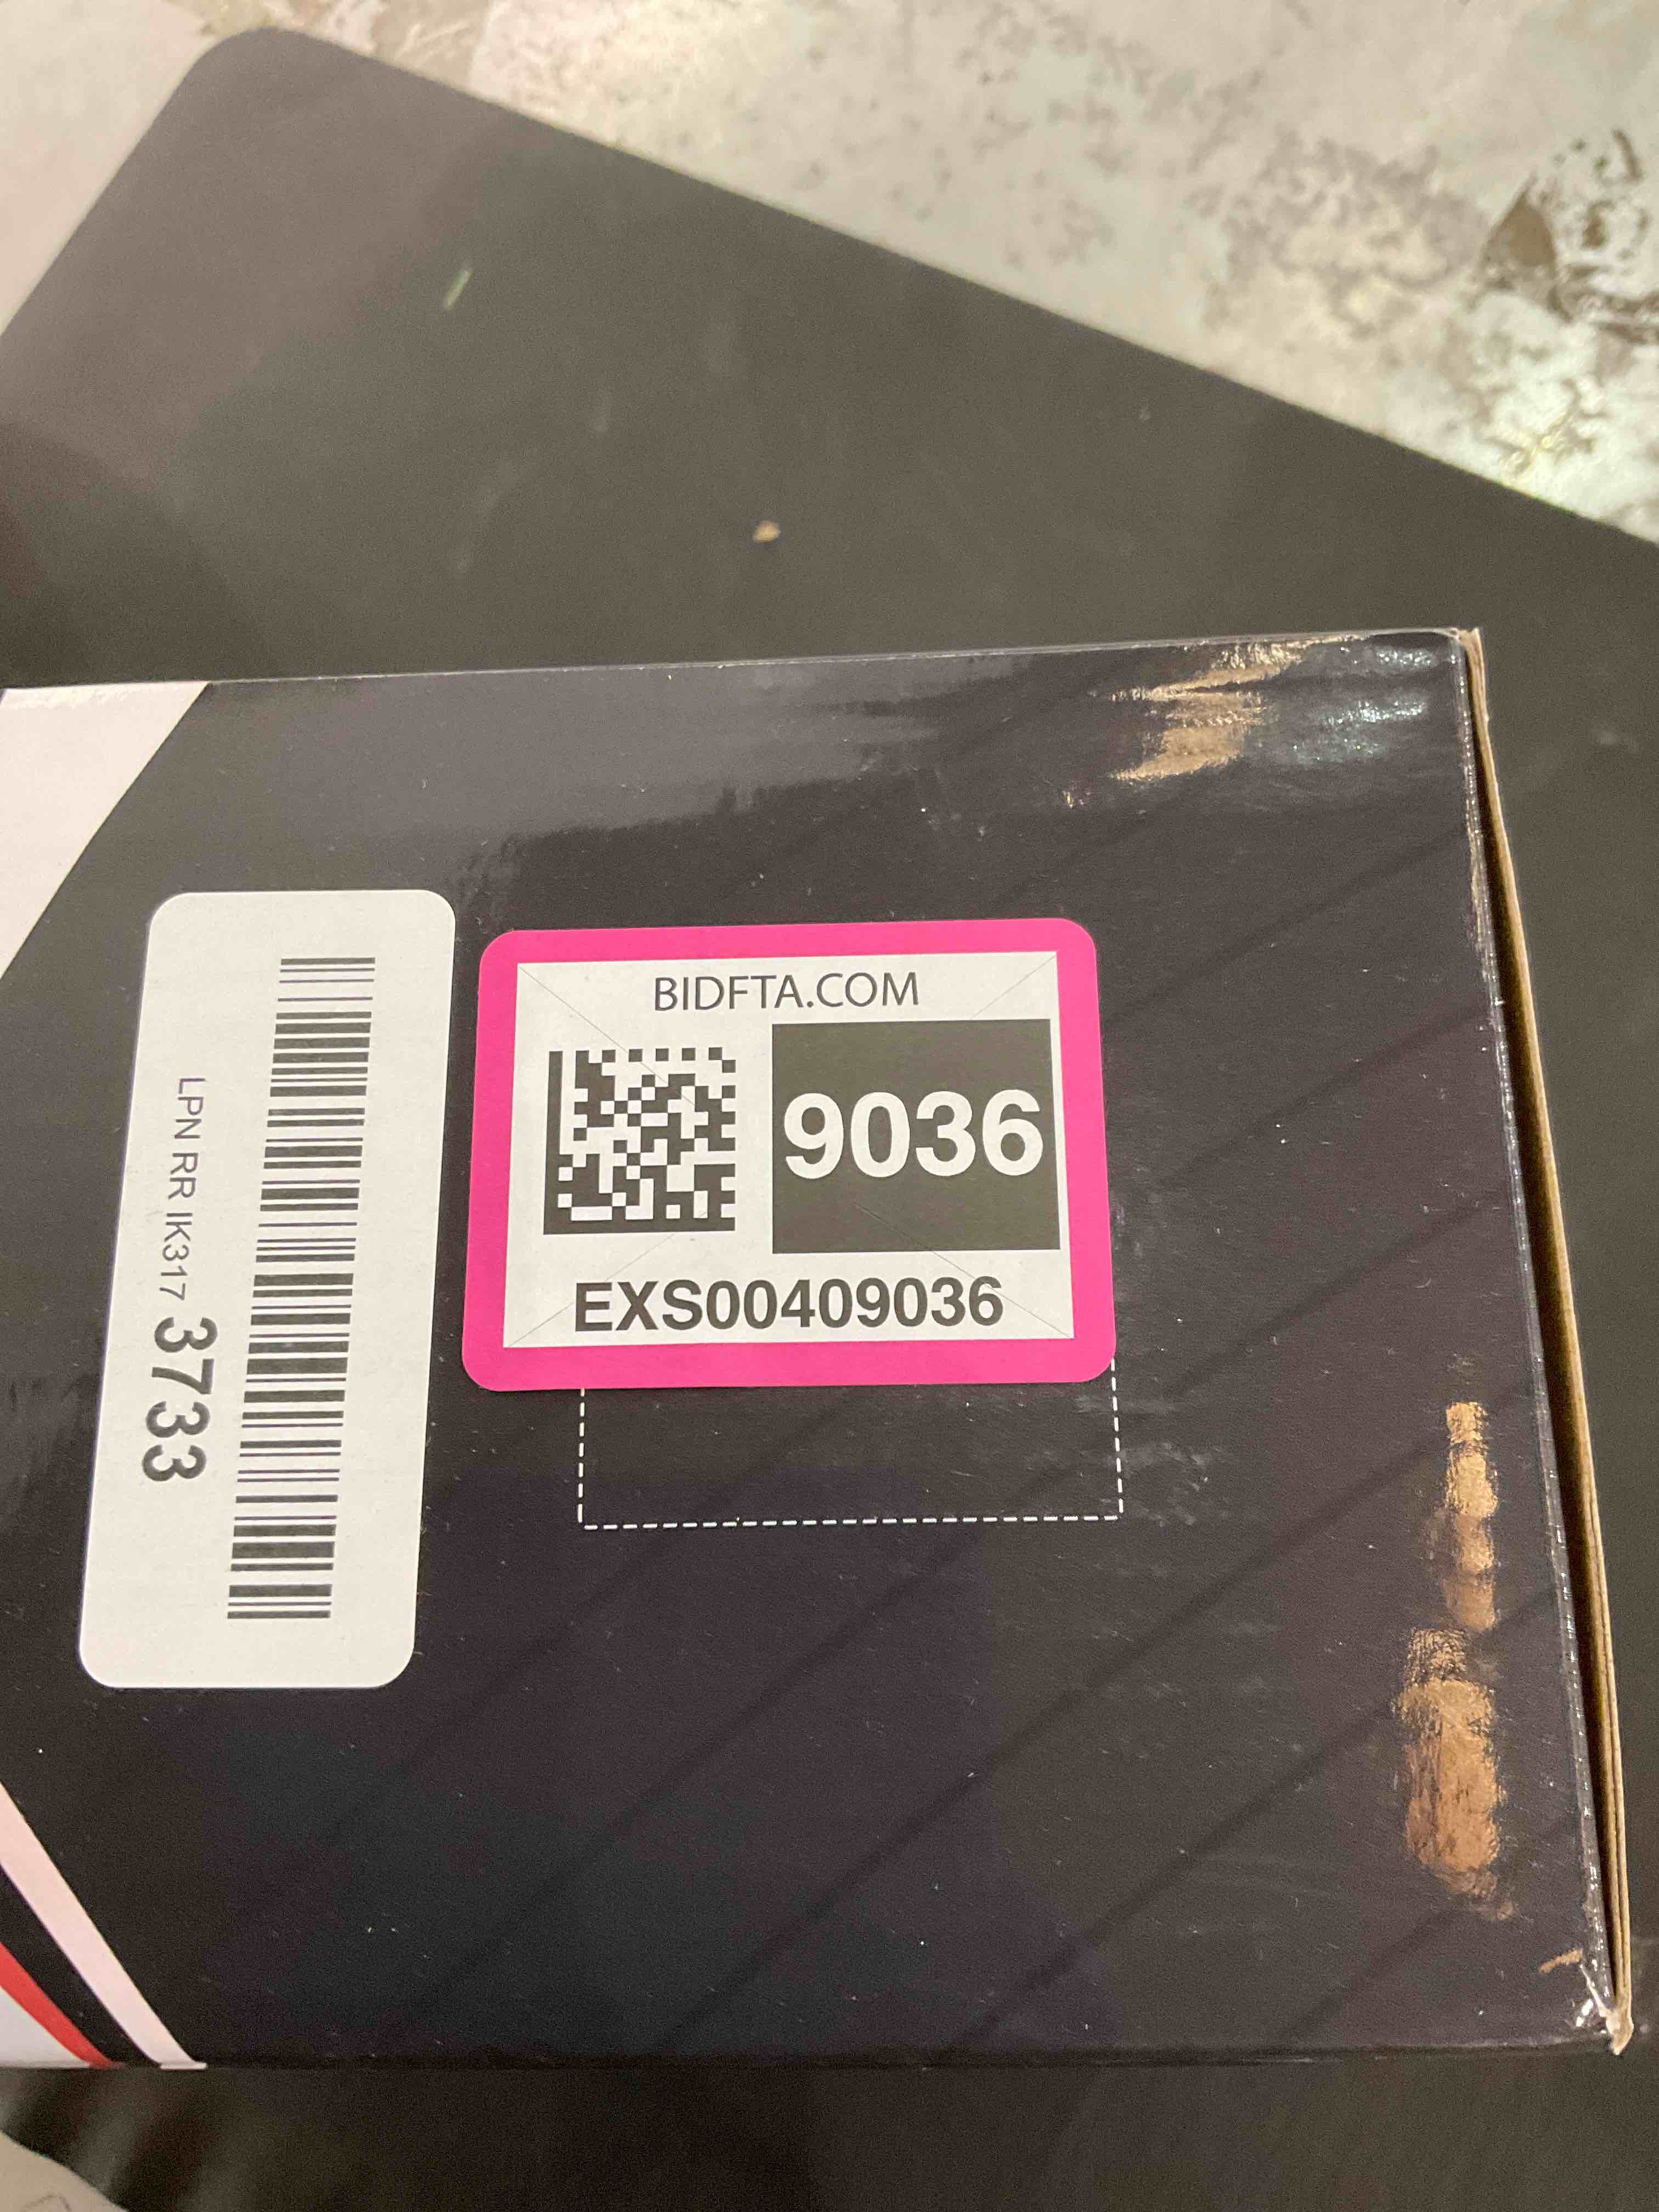 BIDFTA.COM
9036
EXS00409036
LPN RR IK317 3733